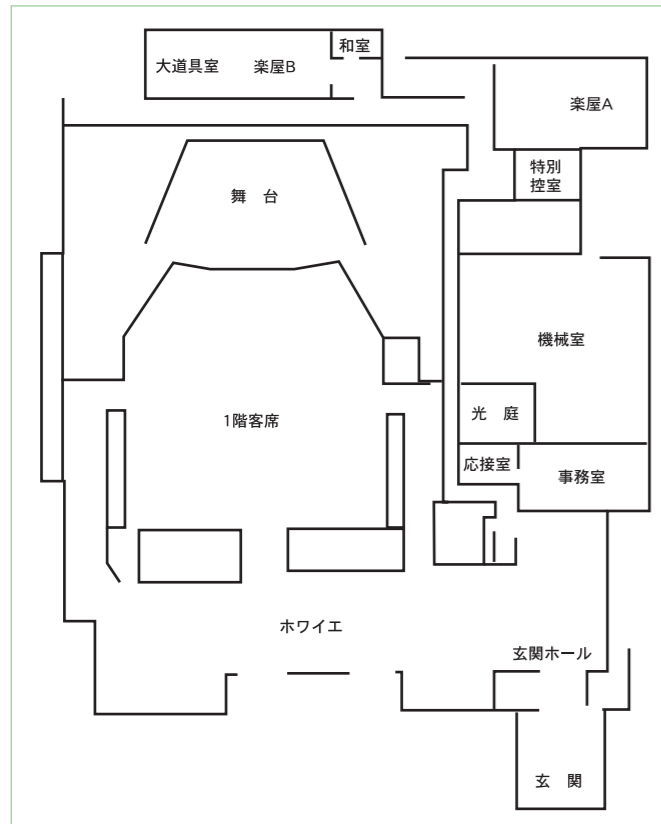 和室
大道具室　楽屋B
楽屋A
特別
控室
舞　台
機械室
1階客席
光　庭
応接室
事務室
ホワイエ
玄関ホール
玄　関